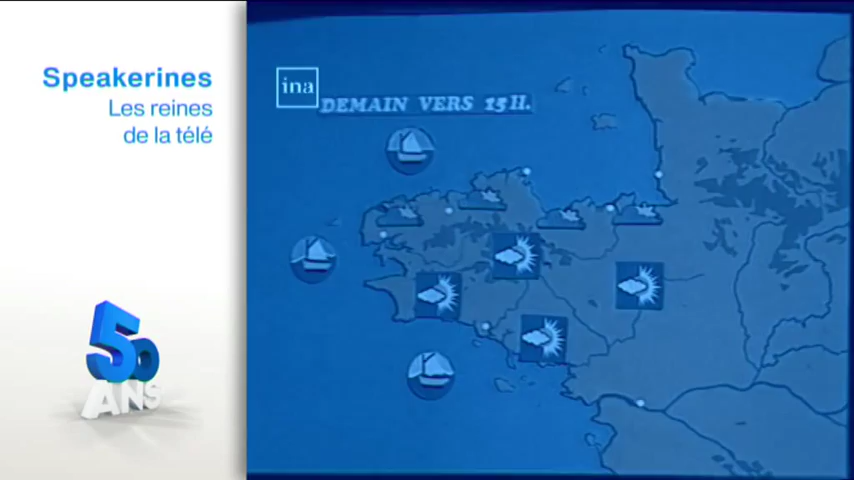 Speakerines
Les reines
de la télé
50
ANS
ina
DEMAIN VERS 15H.